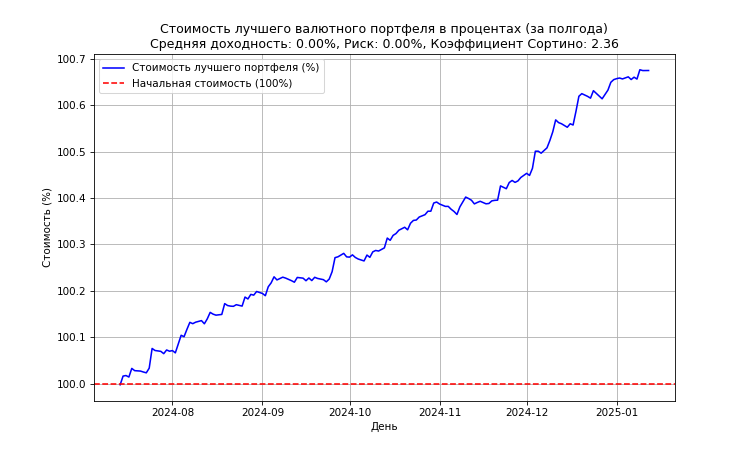 Стоимость лучшего валютного портфеля в процентах (за полгода)
Средняя доходность: 0.00%, Риск: 0.00%, Коэффициент Сортино: 2.36
Стоимость лучшего портфеля (%)
Начальная стоимость (100%)
Стоимость (%)
100.7
100.6
100.5
100.4
100.3
100.2
100.1
100.0
2024-08
2024-09
2024-10
2024-11
2024-12
2025-01
День